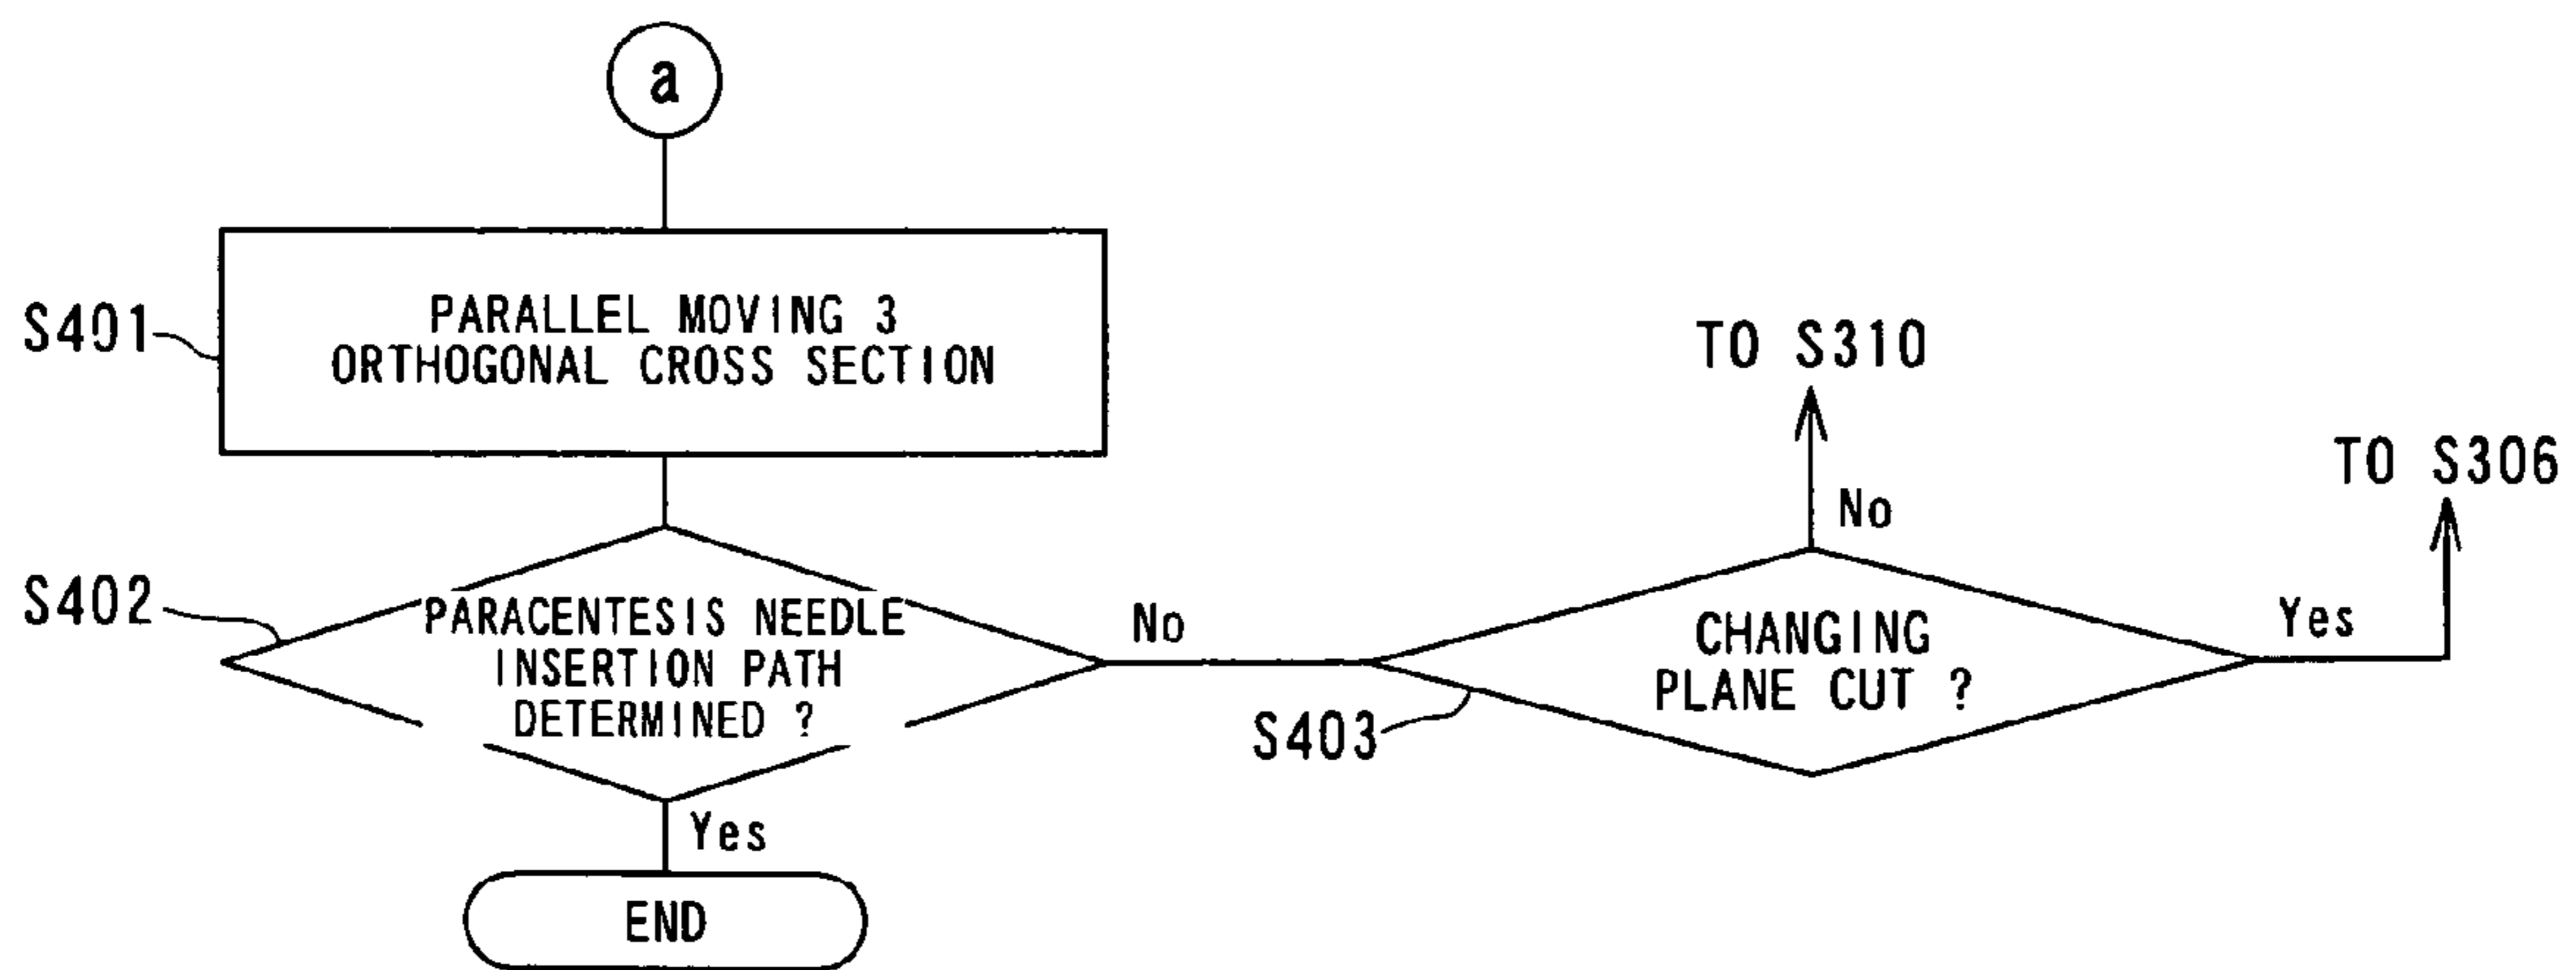 a
S401
PARALLEL MOVING 3
ORTHOGONAL CROSS SECTION
S402
PARACENTESIS NEEDLE
INSERTION PATH
DETERMINED ?
No
Yes
END
S403
CHANGING
PLANE CUT ?
No
TO S310
Yes
TO S306